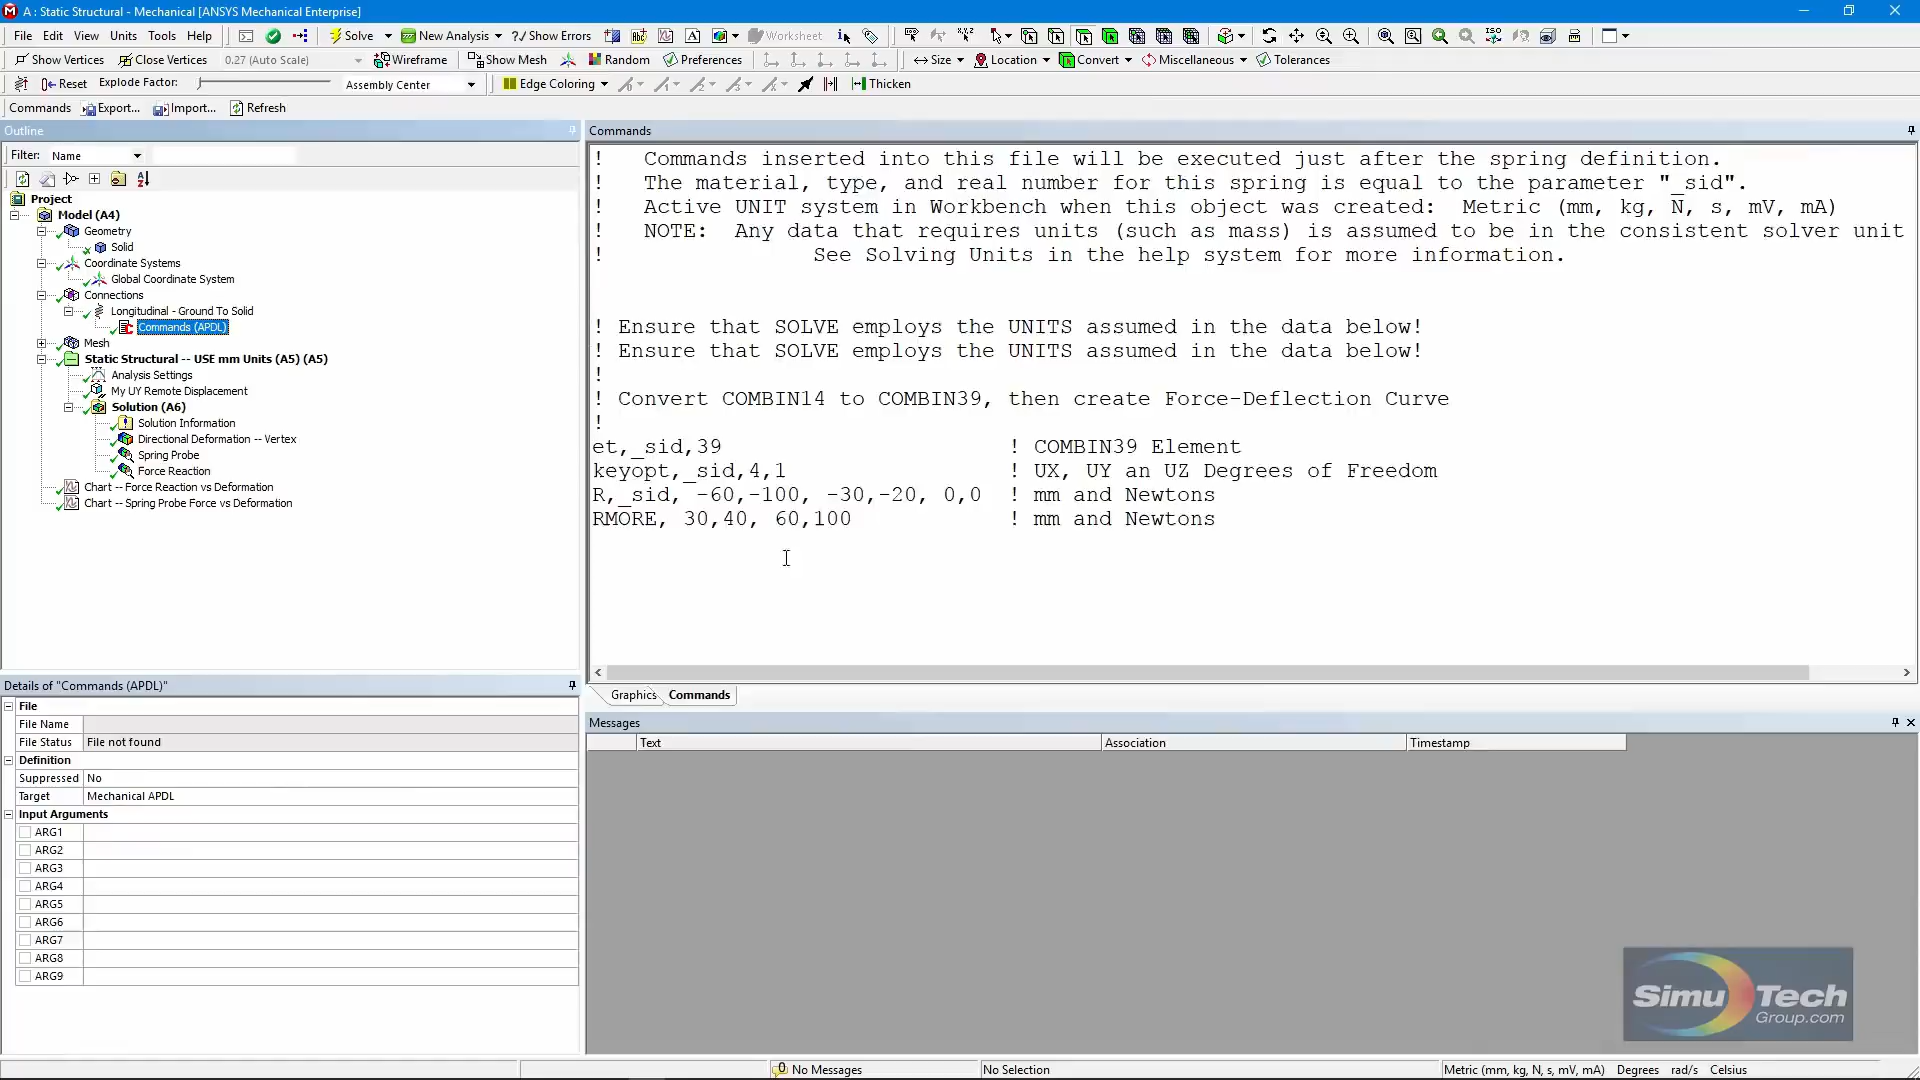 A : Static Structural - Mechanical [ANSYS Mechanical Enterprise]
File Edit View Units Tools Help Solve New Analysis ?/ Show Errors Worksheet
Show Vertices Close Vertices 0.27 (Auto Scale) Wireframe Show Mesh Random Preferences Size Location Convert Miscellaneous Tolerances
Reset Explode Factor: Assembly Center Edge Coloring Thicken
Commands Export... Import... Refresh
Outline
Filter: Name
Project
Model (A4)
Geometry
Solid
Coordinate Systems
Global Coordinate System
Connections
Longitudinal - Ground To Solid
Commands (APDL)
Mesh
Static Structural -- USE mm Units (A5) (A5)
Analysis Settings
My UY Remote Displacement
Solution (A6)
Solution Information
Directional Deformation -- Vertex
Spring Probe
Force Reaction
Chart -- Force Reaction vs Deformation
Chart -- Spring Probe Force vs Deformation
Details of "Commands (APDL)"
File
File Name
File Status File not found
Definition
Suppressed No
Target Mechanical APDL
Input Arguments
ARG1
ARG2
ARG3
ARG4
ARG5
ARG6
ARG7
ARG8
ARG9
Commands
! Commands inserted into this file will be executed just after the spring definition.
! The material, type, and real number for this spring is equal to the parameter "_sid".
! Active UNIT system in Workbench when this object was created: Metric (mm, kg, N, s, mV, mA)
! NOTE: Any data that requires units (such as mass) is assumed to be in the consistent solver unit
! See Solving Units in the help system for more information.
! Ensure that SOLVE employs the UNITS assumed in the data below!
! Ensure that SOLVE employs the UNITS assumed in the data below!
!
! Convert COMBIN14 to COMBIN39, then create Force-Deflection Curve
!
et,_sid,39 ! COMBIN39 Element
keyopt,_sid,4,1 ! UX, UY an UZ Degrees of Freedom
R,_sid, -60,-100, -30,-20, 0,0 ! mm and Newtons
RMORE, 30,40, 60,100 ! mm and Newtons
Graphics Commands
Messages
Text Association Timestamp
SimuTech
Group.com
No Messages No Selection Metric (mm, kg, N, s, mV, mA) Degrees rad/s Celsius